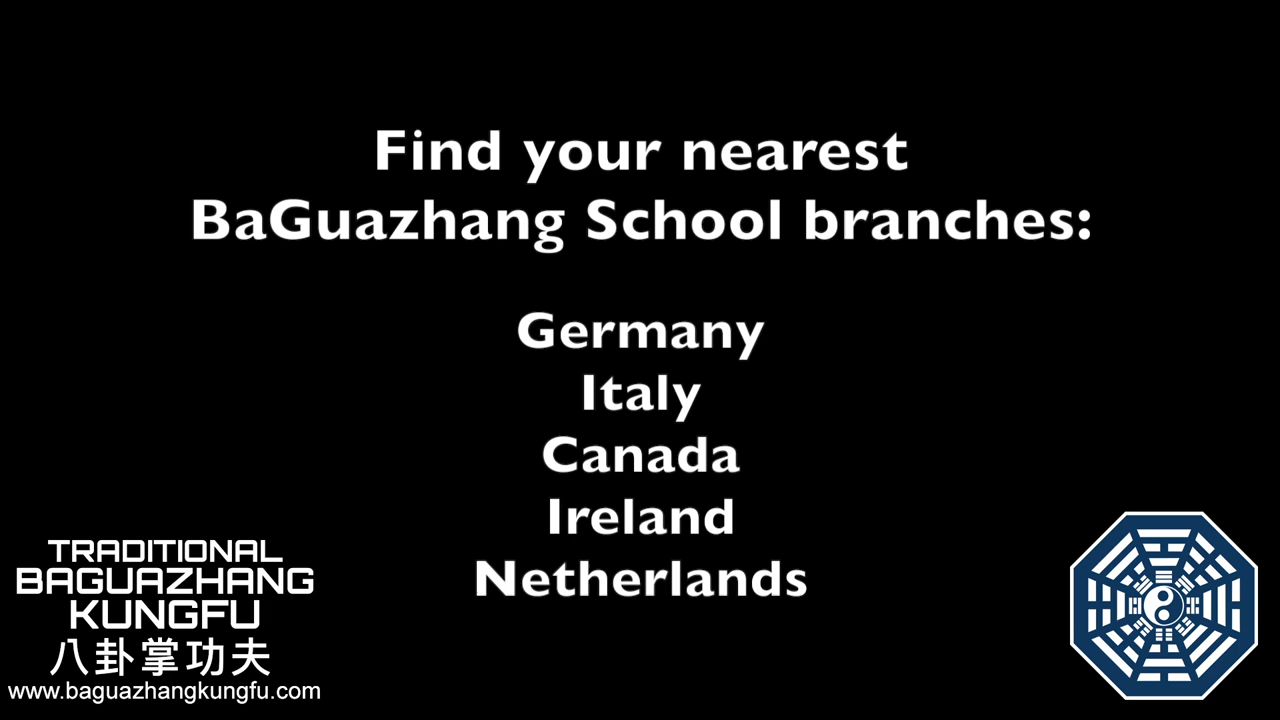 Find your nearest
BaGuazhang School branches:
Germany
Italy
Canada
Ireland
Netherlands
TRADITIONAL
BAGUAZHANG
KUNGFU
八卦掌功夫
www.baguazhangkungfu.com